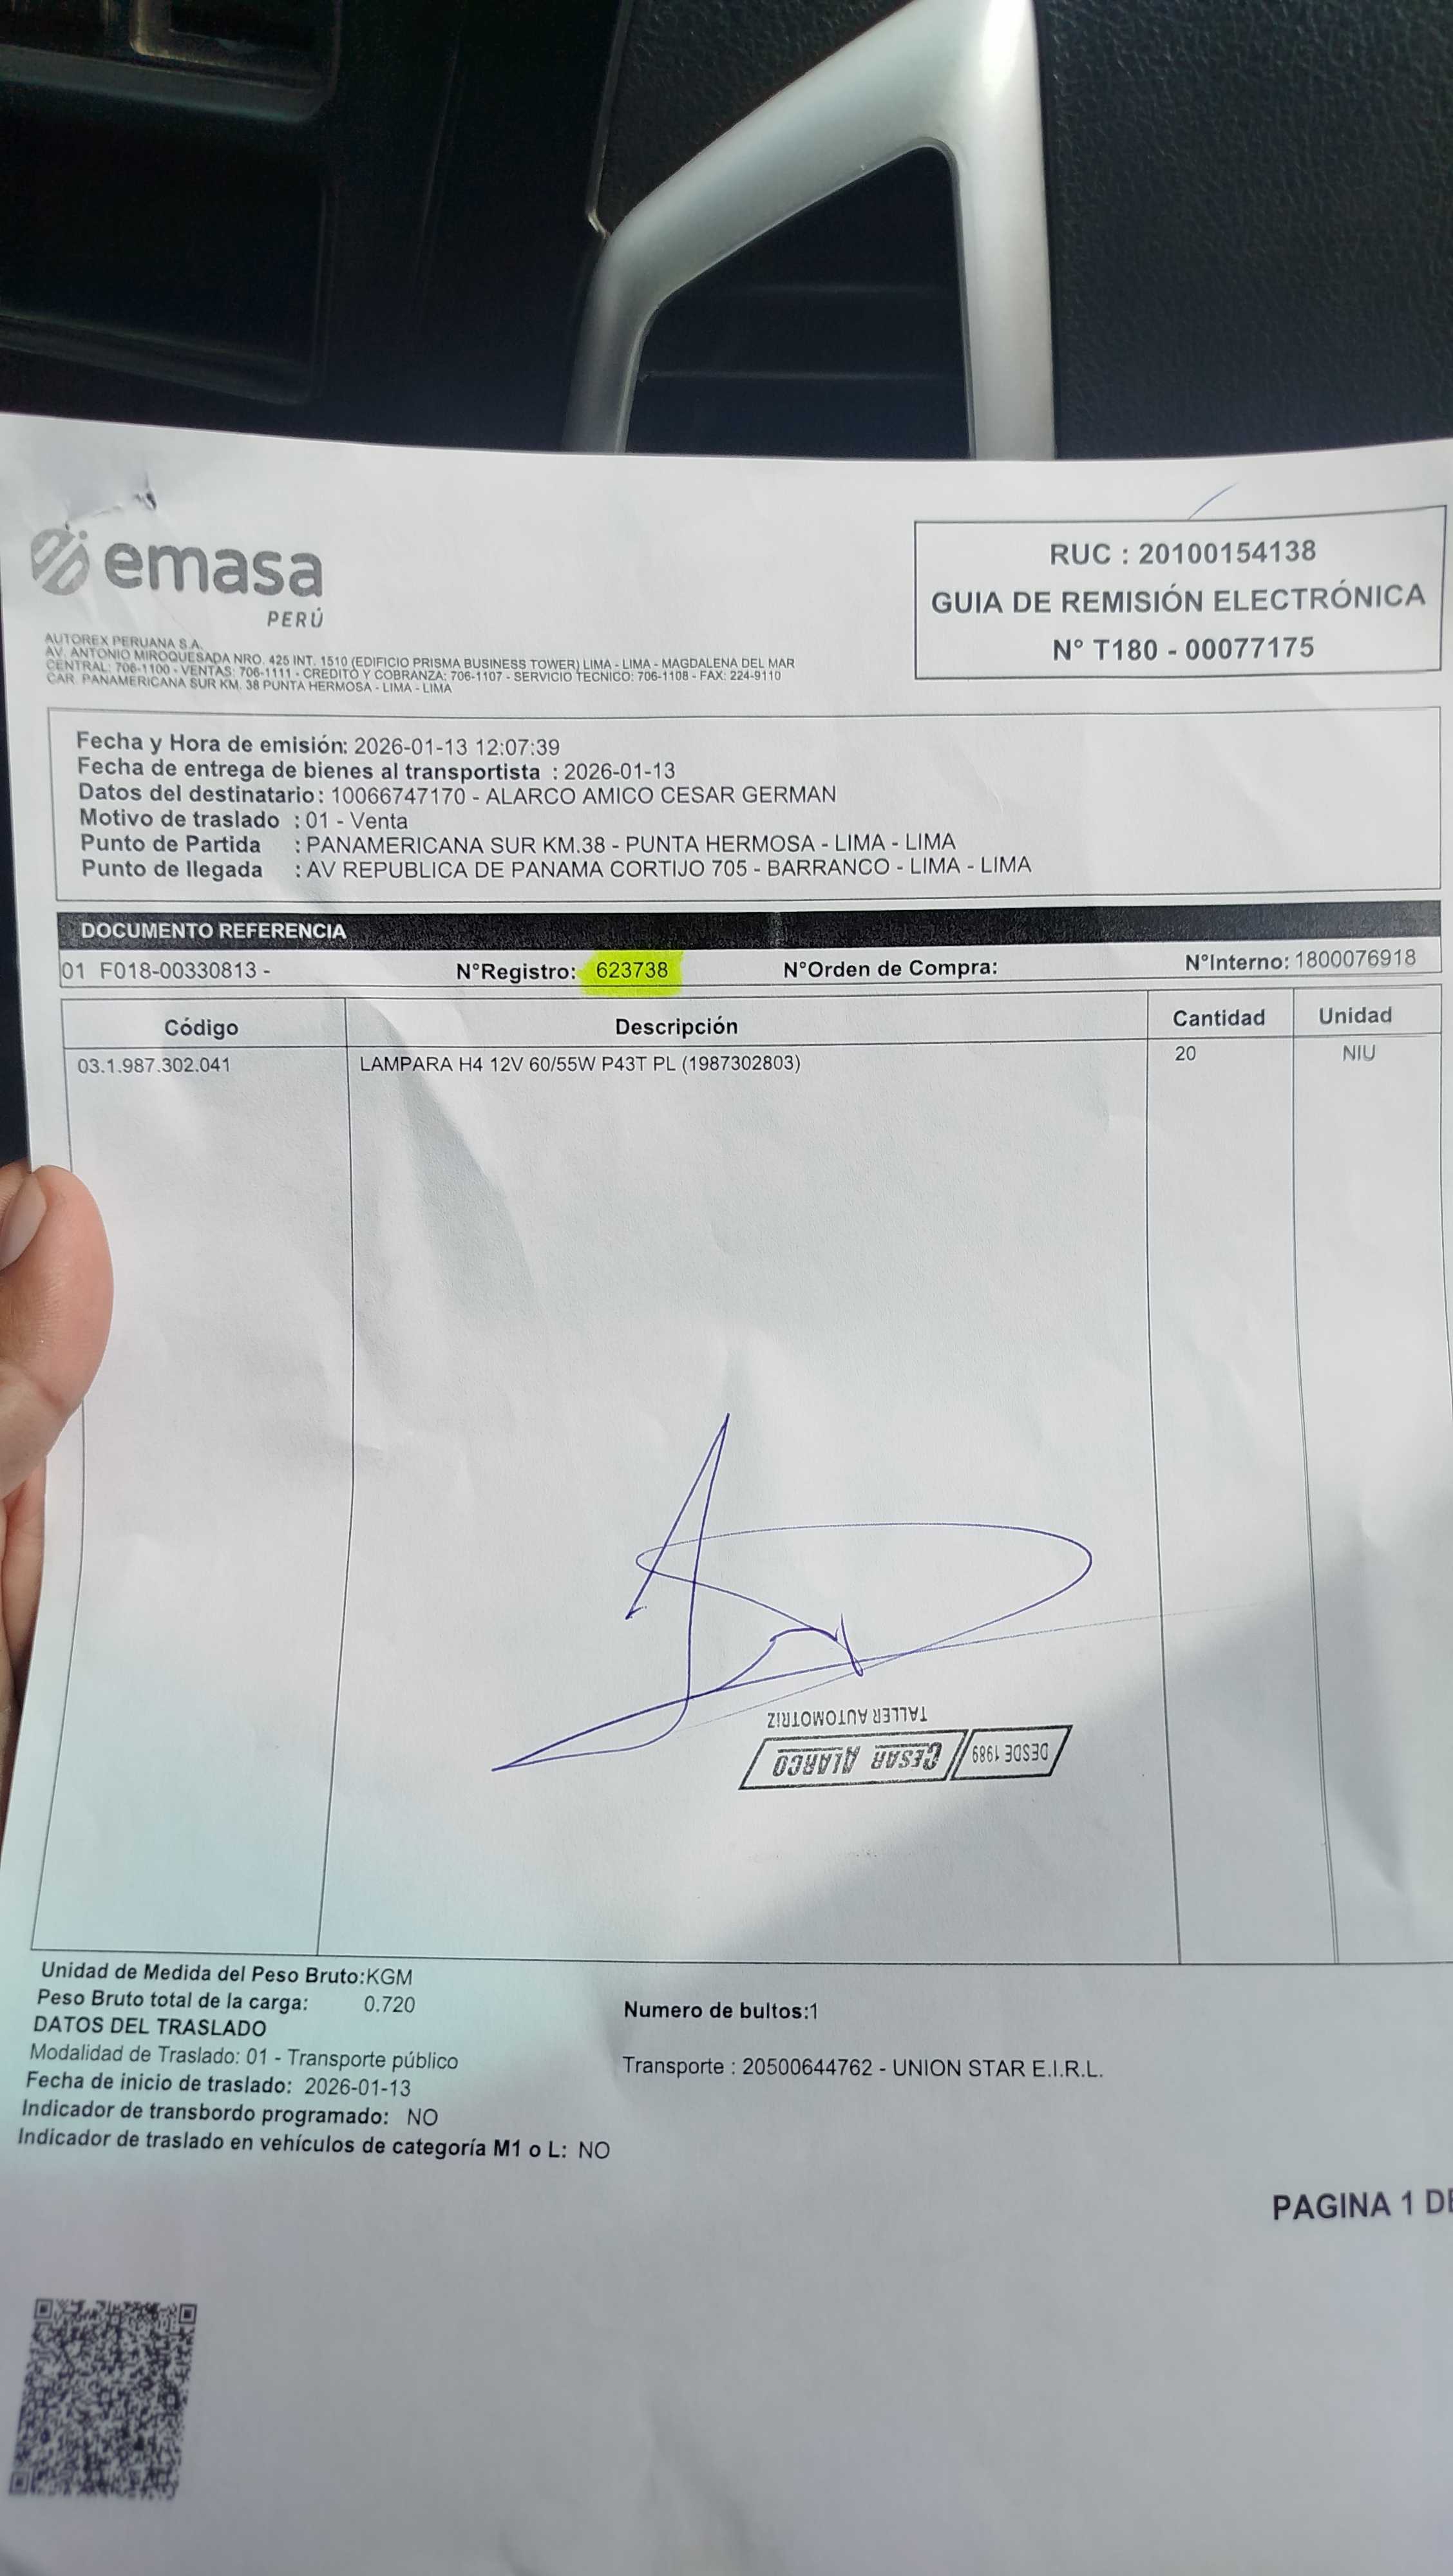 emasa
PERÚ
AUTOREX PERUANA S.A.
AV. ANTONIO MIROQUESADA NRO. 425 INT. 1510 (EDIFICIO PRISMA BUSINESS TOWER) LIMA - LIMA - MAGDALENA DEL MAR
CENTRAL: 706-1100 - VENTAS: 706-1111 - CREDITO Y COBRANZA: 706-1107 - SERVICIO TECNICO: 706-1108 - FAX: 224-9110
CAR. PANAMERICANA SUR KM. 38 PUNTA HERMOSA - LIMA - LIMA
RUC : 20100154138
GUIA DE REMISIÓN ELECTRÓNICA
N° T180 - 00077175
Fecha y Hora de emisión: 2026-01-13 12:07:39
Fecha de entrega de bienes al transportista : 2026-01-13
Datos del destinatario : 10066747170 - ALARCO AMICO CESAR GERMAN
Motivo de traslado : 01 - Venta
Punto de Partida : PANAMERICANA SUR KM.38 - PUNTA HERMOSA - LIMA - LIMA
Punto de llegada : AV REPUBLICA DE PANAMA CORTIJO 705 - BARRANCO - LIMA - LIMA
DOCUMENTO REFERENCIA
01 F018-00330813 - N°Registro: 623738 N°Orden de Compra: N°Interno: 1800076918
Código Descripción Cantidad Unidad
03.1.987.302.041 LAMPARA H4 12V 60/55W P43T PL (1987302803) 20 NIU
TALLER AUTOMOTRIZ
DESDE 1989 CESAR ALARCO
Unidad de Medida del Peso Bruto:KGM
Peso Bruto total de la carga: 0.720 Numero de bultos:1
DATOS DEL TRASLADO
Modalidad de Traslado: 01 - Transporte público Transporte : 20500644762 - UNION STAR E.I.R.L.
Fecha de inicio de traslado: 2026-01-13
Indicador de transbordo programado: NO
Indicador de traslado en vehículos de categoría M1 o L: NO
PAGINA 1 DE